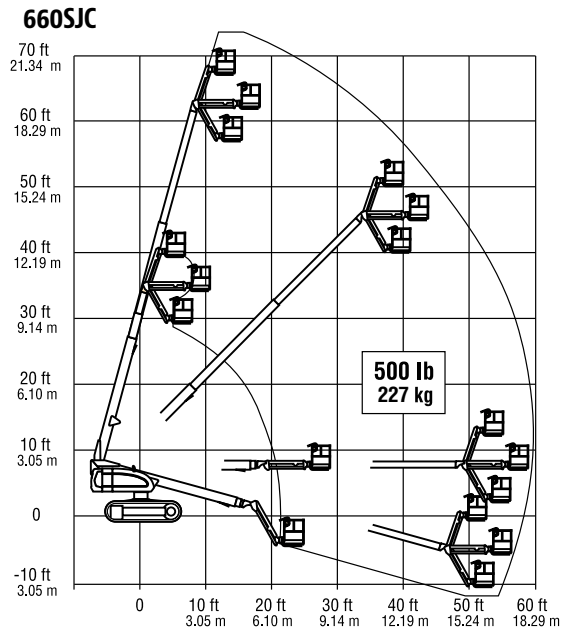 660SJC
70 ft
21.34 m
60 ft
18.29 m
50 ft
15.24 m
40 ft
12.19 m
30 ft
9.14 m
20 ft
6.10 m
10 ft
3.05 m
0
-10 ft
3.05 m
500 lb
227 kg
0 10 ft 20 ft 30 ft 40 ft 50 ft 60 ft
3.05 m 6.10 m 9.14 m 12.19 m 15.24 m 18.29 m